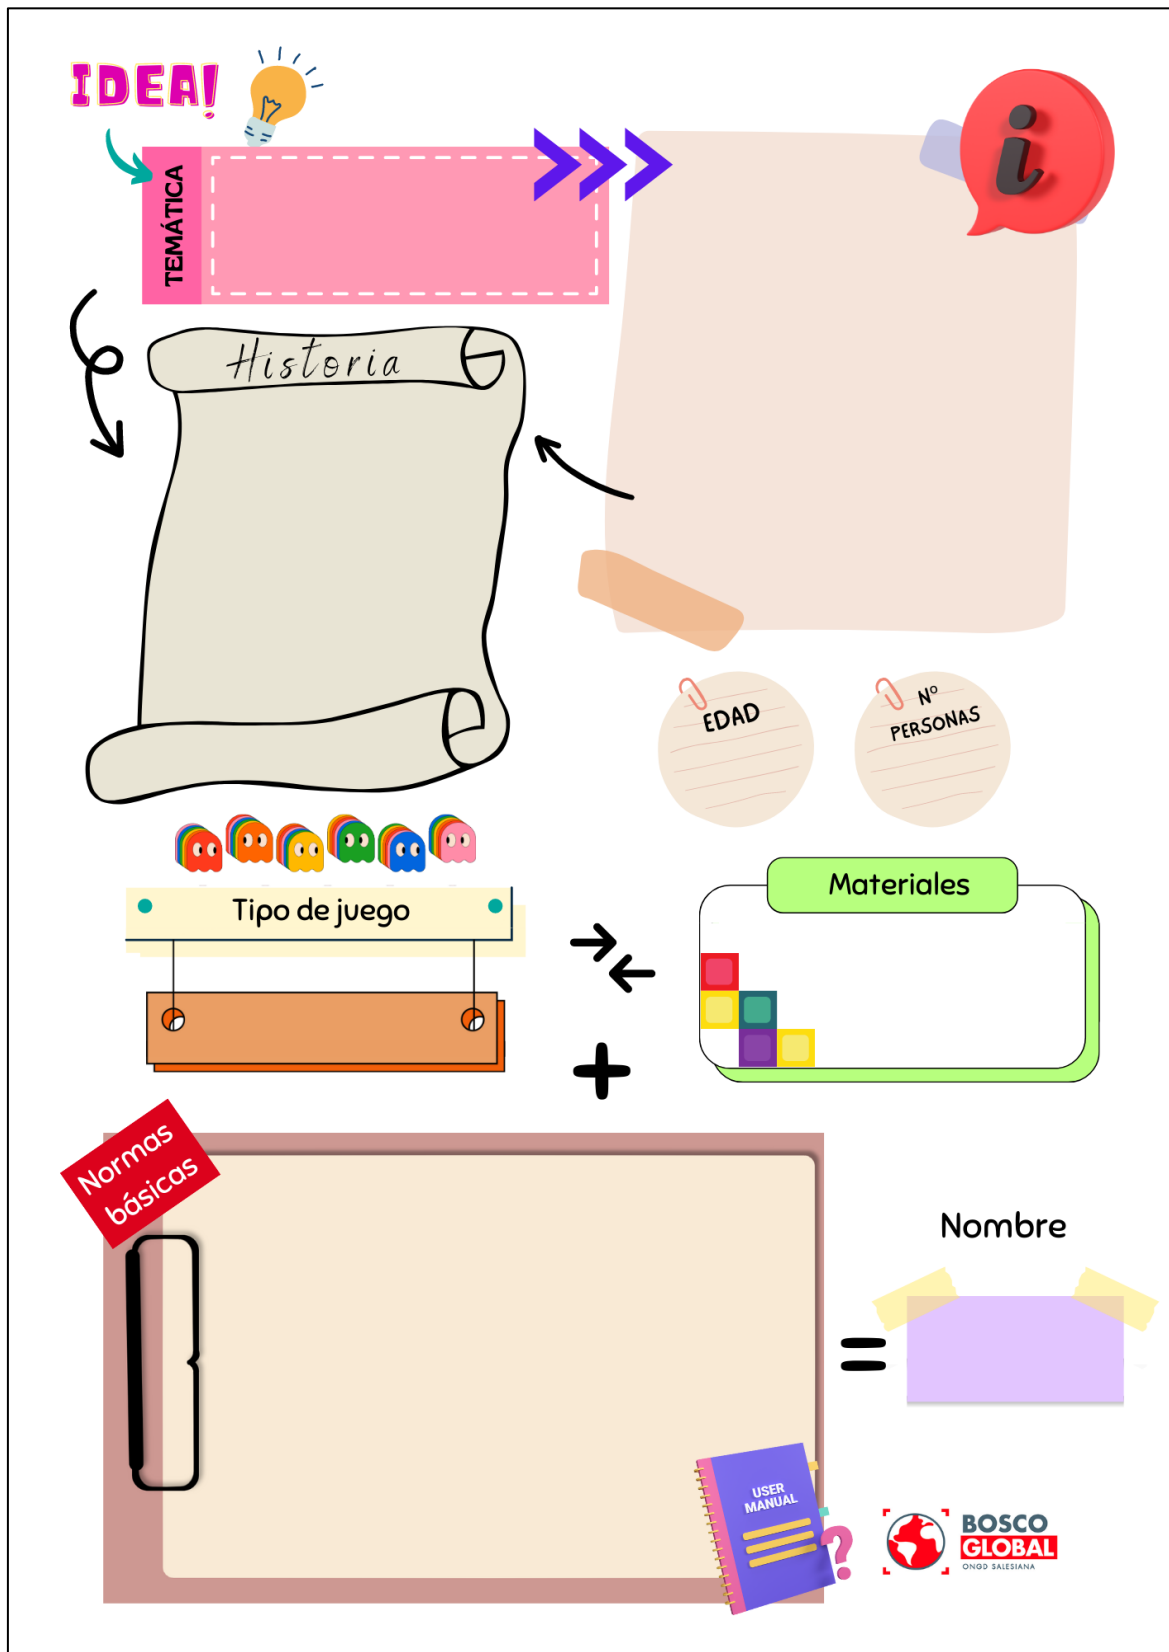 IDEA!
TEMÁTICA
i
Historia
EDAD
Nº
PERSONAS
Tipo de juego
Materiales
Normas
básicas
Nombre
USER
MANUAL
?
BOSCO
GLOBAL
ONGD SALESIANA